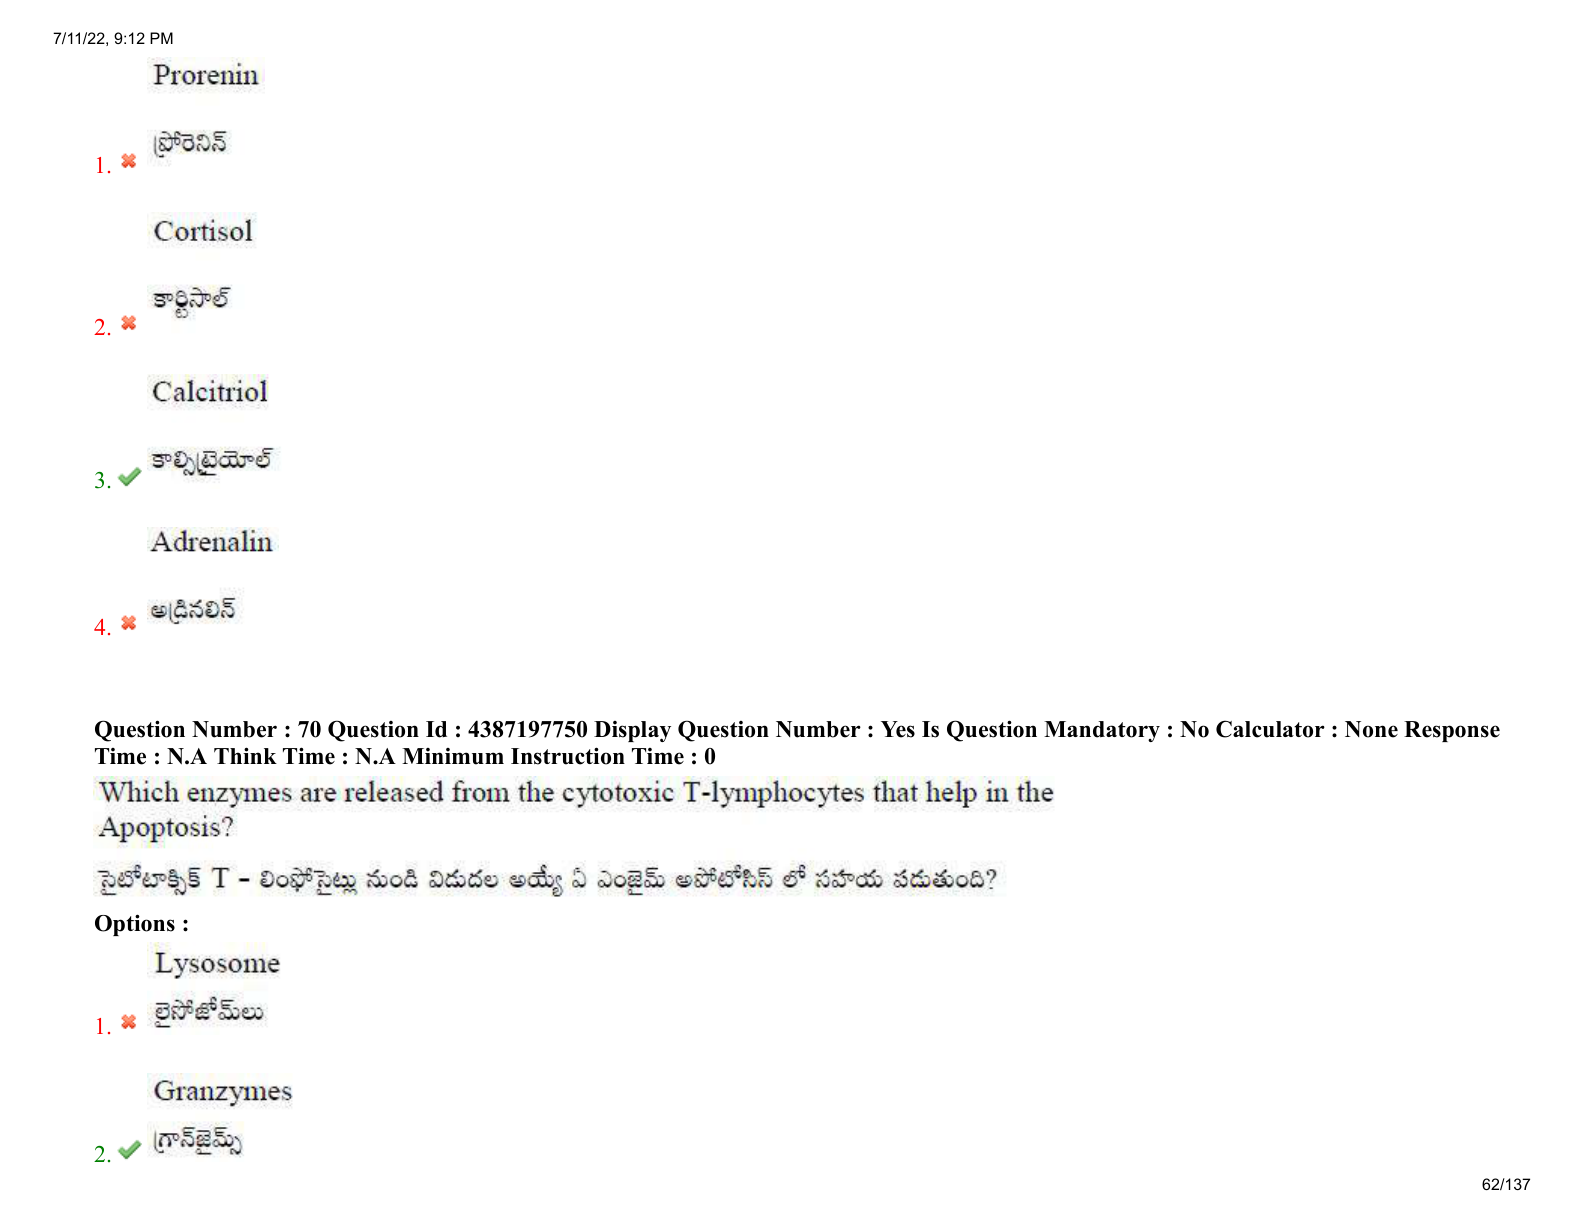 7/11/22, 9:12 PM
Prorenin
ప్రోరెనిన్
1.
Cortisol
కార్టిసాల్
2.
Calcitriol
కాల్సిట్రైయోల్
3.
Adrenalin
అడ్రినలిన్
4.
Question Number : 70 Question Id : 4387197750 Display Question Number : Yes Is Question Mandatory : No Calculator : None Response
Time : N.A Think Time : N.A Minimum Instruction Time : 0
Which enzymes are released from the cytotoxic T-lymphocytes that help in the
Apoptosis?
సైటోటాక్సిక్ T - లింఫోసైట్లు నుండి విడుదల అయ్యే ఏ ఎంజైమ్ అపోటోసిస్ లో సహయ పడుతుంది?
Options :
Lysosome
లైసోజోమ్‌లు
1.
Granzymes
గ్రాన్‌జైమ్స్
2.
62/137